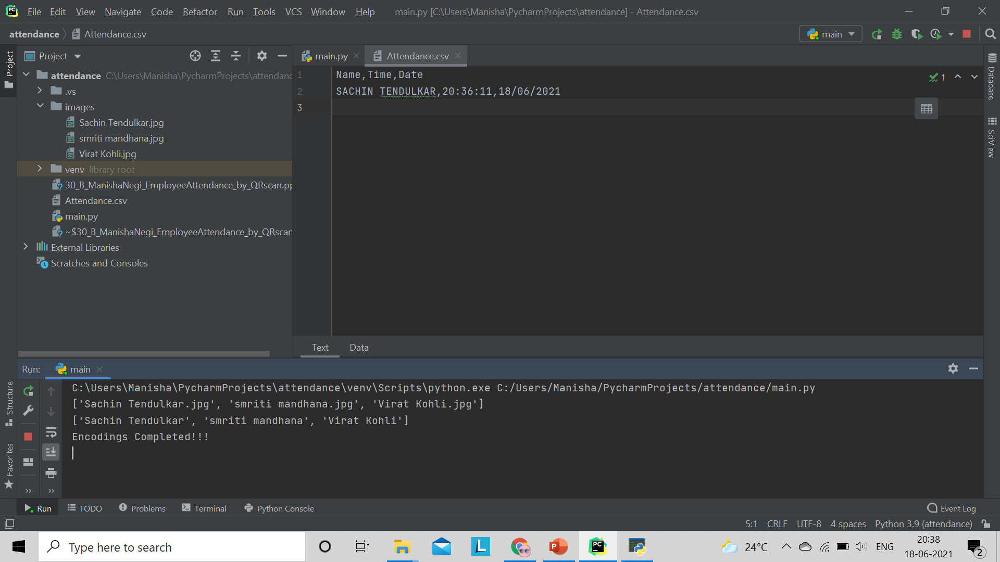 File Edit View Navigate Code Refactor Run Tools VCS Window Help main.py [C:\Users\Manisha\PycharmProjects\attendance] - Attendance.csv
attendance Attendance.csv main
Project
Project
main.py Attendance.csv
attendance C:\Users\Manisha\PycharmProjects\attendanc
.vs
images
Sachin Tendulkar.jpg
smriti mandhana.jpg
Virat Kohli.jpg
venv library root
30_B_ManishaNegi_EmployeeAttendance_by_QRscan.pp
Attendance.csv
main.py
~$30_B_ManishaNegi_EmployeeAttendance_by_QRscan
External Libraries
Scratches and Consoles
1 Name,Time,Date
2 SACHIN TENDULKAR,20:36:11,18/06/2021
3
1
Database
SciView
Text Data
Run: main
C:\Users\Manisha\PycharmProjects\attendance\venv\Scripts\python.exe C:/Users/Manisha/PycharmProjects/attendance/main.py
['Sachin Tendulkar.jpg', 'smriti mandhana.jpg', 'Virat Kohli.jpg']
['Sachin Tendulkar', 'smriti mandhana', 'Virat Kohli']
Encodings Completed!!!
Structure
Favorites
Run TODO Problems Terminal Python Console Event Log
5:1 CRLF UTF-8 4 spaces Python 3.9 (attendance)
Type here to search
24°C ENG
20:38
18-06-2021
2